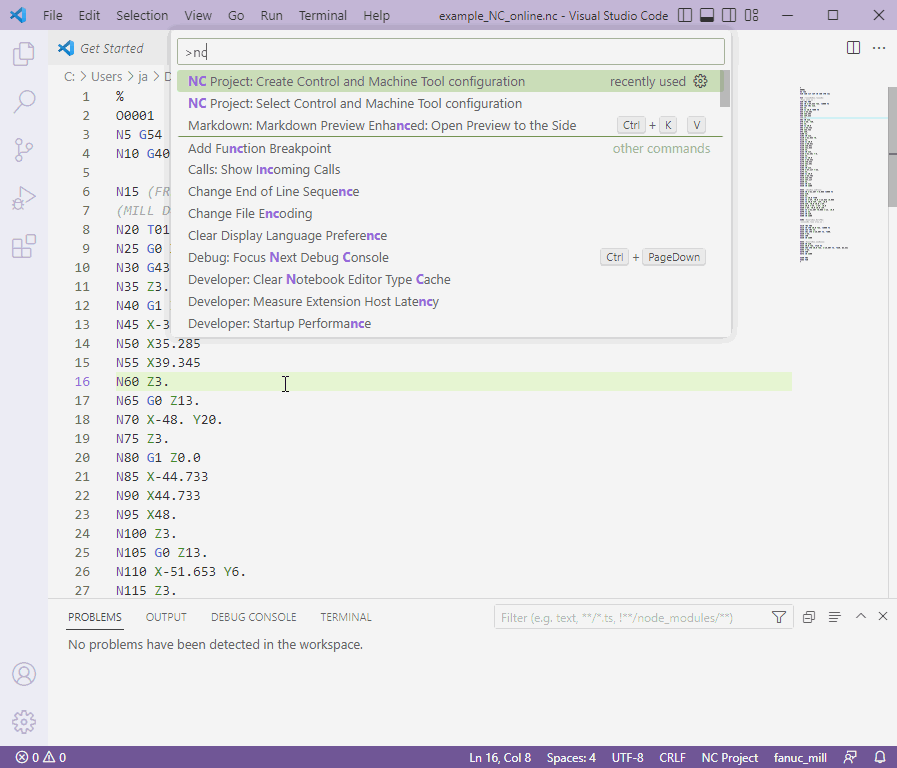 File Edit Selection View Go Run Terminal Help example_NC_online.nc - Visual Studio Code
Get Started
>nc
C: > Users > ja > D
NC Project: Create Control and Machine Tool configuration recently used
NC Project: Select Control and Machine Tool configuration
Markdown: Markdown Preview Enhanced: Open Preview to the Side Ctrl + K V
Add Function Breakpoint other commands
Calls: Show Incoming Calls
Change End of Line Sequence
Change File Encoding
Clear Display Language Preference
Debug: Focus Next Debug Console Ctrl + PageDown
Developer: Clear Notebook Editor Type Cache
Developer: Measure Extension Host Latency
Developer: Startup Performance
1 %
2 O0001
3 N5 G54
4 N10 G40
5
6 N15 (FR
7 (MILL D
8 N20 T01
9 N25 G0
10 N30 G43
11 N35 Z3.
12 N40 G1
13 N45 X-3
14 N50 X35.285
15 N55 X39.345
16 N60 Z3.
17 N65 G0 Z13.
18 N70 X-48. Y20.
19 N75 Z3.
20 N80 G1 Z0.0
21 N85 X-44.733
22 N90 X44.733
23 N95 X48.
24 N100 Z3.
25 N105 G0 Z13.
26 N110 X-51.653 Y6.
27 N115 Z3.
PROBLEMS OUTPUT DEBUG CONSOLE TERMINAL Filter (e.g. text, **/*.ts, !**/node_modules/**)
No problems have been detected in the workspace.
0 0 Ln 16, Col 8 Spaces: 4 UTF-8 CRLF NC Project fanuc_mill